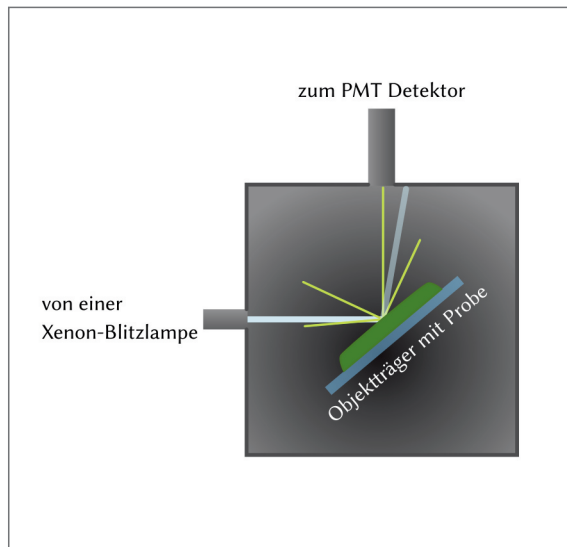 zum PMT Detektor
von einer
Xenon-Blitzlampe
Objektträger mit Probe